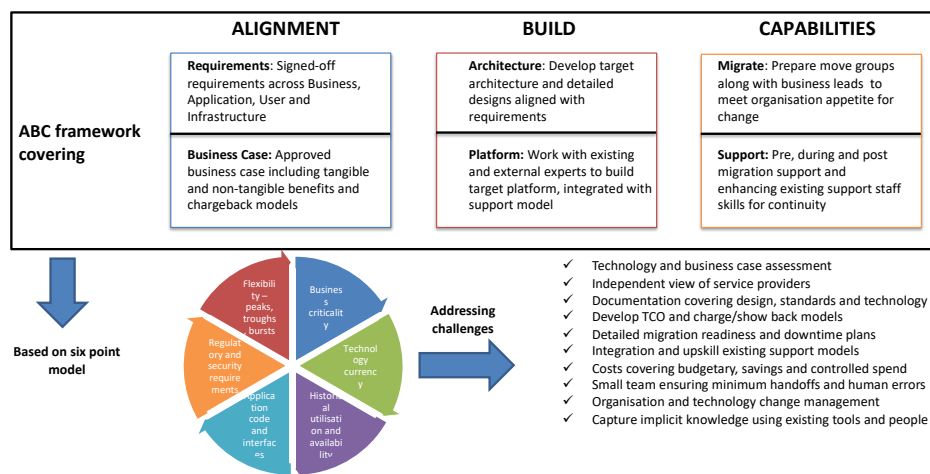 ALIGNMENT
BUILD
CAPABILITIES
ABC framework
covering
Requirements: Signed-off
requirements across Business,
Application, User and
Infrastructure
Business Case: Approved
business case including tangible
and non-tangible benefits and
chargeback models
Architecture: Develop target
architecture and detailed
designs aligned with
requirements
Platform: Work with existing
and external experts to build
target platform, integrated with
support model
Migrate: Prepare move groups
along with business leads to
meet organisation appetite for
change
Support: Pre, during and post
migration support and
enhancing existing support staff
skills for continuity
Based on six point
model
Flexibili
ty –
peaks,
troughs,
bursts
Busines
s
criticalit
y
Technol
ogy
currenc
y
Historic
al
utilisati
on and
availabi
lity
Applica
tion
code
and
interfac
es
Regulat
ory and
security
require
ments
Addressing
challenges
✓ Technology and business case assessment
✓ Independent view of service providers
✓ Documentation covering design, standards and technology
✓ Develop TCO and charge/show back models
✓ Detailed migration readiness and downtime plans
✓ Integration and upskill existing support models
✓ Costs covering budgetary, savings and controlled spend
✓ Small team ensuring minimum handoffs and human errors
✓ Organisation and technology change management
✓ Capture implicit knowledge using existing tools and people